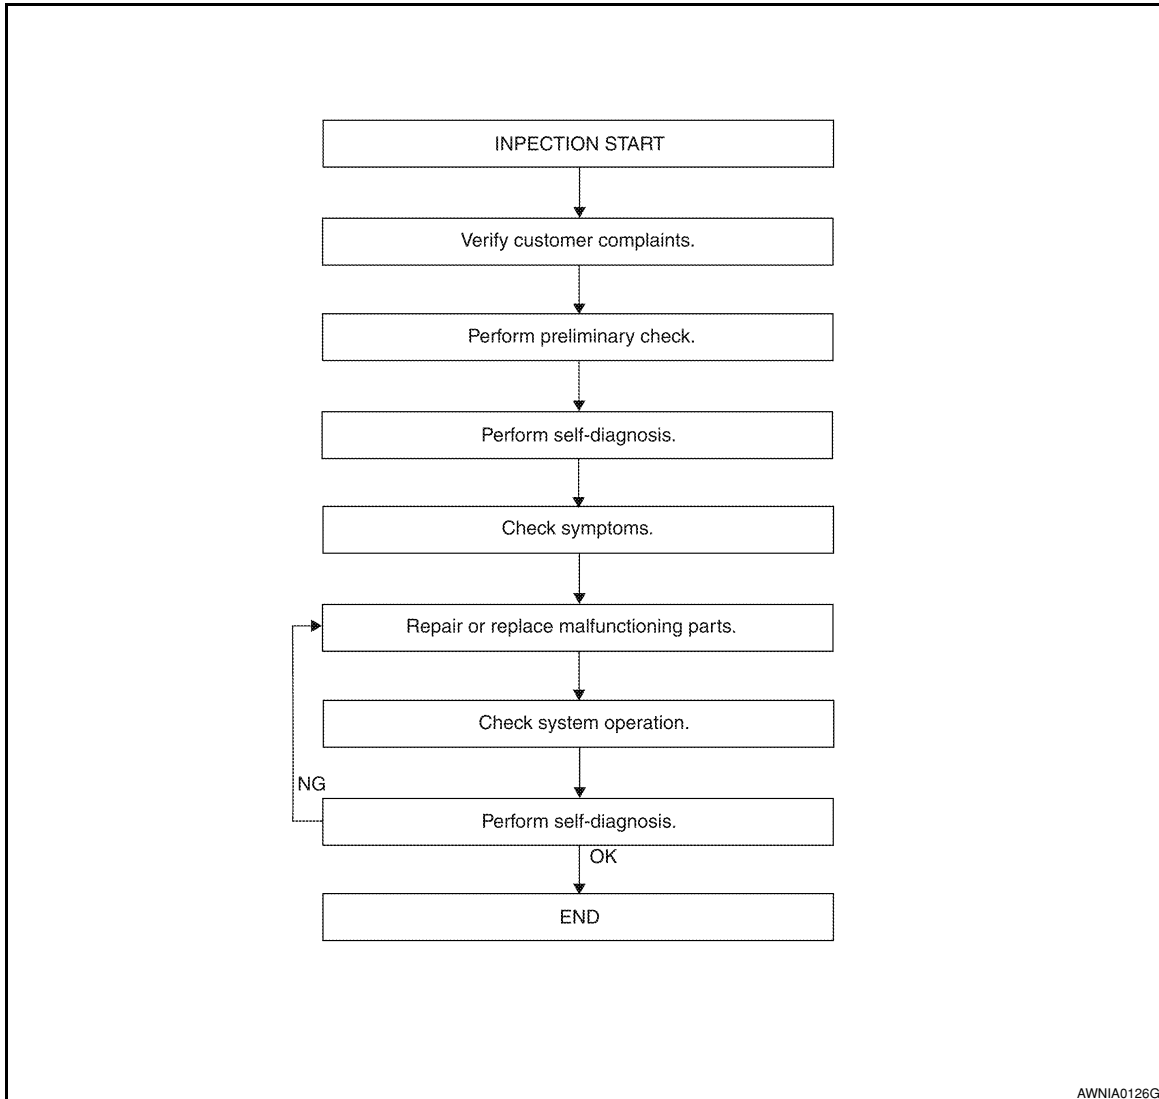 INPECTION START
Verify customer complaints.
Perform preliminary check.
Perform self-diagnosis.
Check symptoms.
Repair or replace malfunctioning parts.
Check system operation.
NG
Perform self-diagnosis.
OK
END
AWNIA0126G